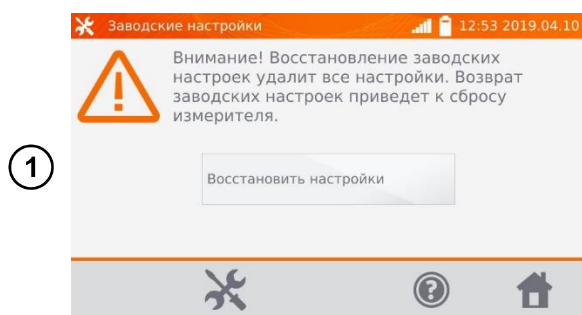 Заводские настройки 12:53 2019.04.10
Внимание! Восстановление заводских
настроек удалит все настройки. Возврат
заводских настроек приведет к сбросу
измерителя.
1
Восстановить настройки
?